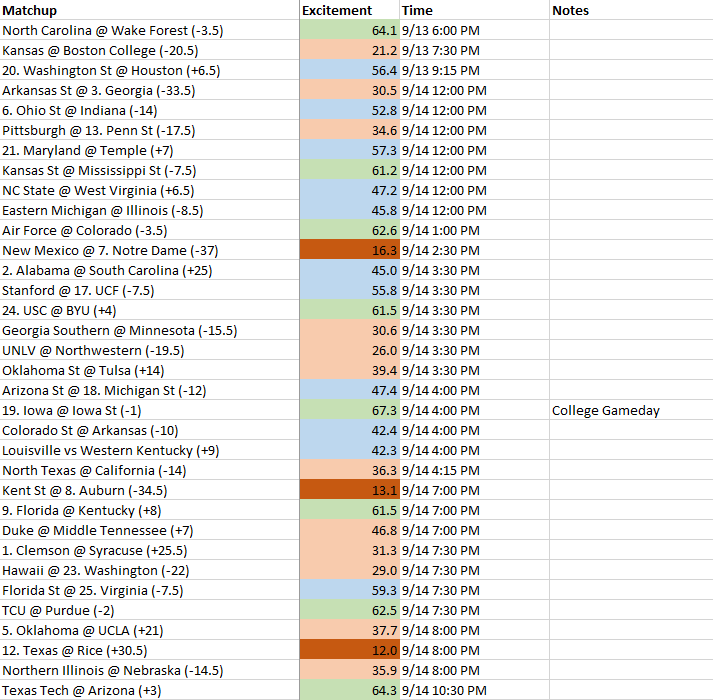 Matchup Excitement Time Notes
North Carolina @ Wake Forest (-3.5) 64.1 9/13 6:00 PM
Kansas @ Boston College (-20.5) 21.2 9/13 7:30 PM
20. Washington St @ Houston (+6.5) 56.4 9/13 9:15 PM
Arkansas St @ 3. Georgia (-33.5) 30.5 9/14 12:00 PM
6. Ohio St @ Indiana (-14) 52.8 9/14 12:00 PM
Pittsburgh @ 13. Penn St (-17.5) 34.6 9/14 12:00 PM
21. Maryland @ Temple (+7) 57.3 9/14 12:00 PM
Kansas St @ Mississippi St (-7.5) 61.2 9/14 12:00 PM
NC State @ West Virginia (+6.5) 47.2 9/14 12:00 PM
Eastern Michigan @ Illinois (-8.5) 45.8 9/14 12:00 PM
Air Force @ Colorado (-3.5) 62.6 9/14 1:00 PM
New Mexico @ 7. Notre Dame (-37) 16.3 9/14 2:30 PM
2. Alabama @ South Carolina (+25) 45.0 9/14 3:30 PM
Stanford @ 17. UCF (-7.5) 55.8 9/14 3:30 PM
24. USC @ BYU (+4) 61.5 9/14 3:30 PM
Georgia Southern @ Minnesota (-15.5) 30.6 9/14 3:30 PM
UNLV @ Northwestern (-19.5) 26.0 9/14 3:30 PM
Oklahoma St @ Tulsa (+14) 39.4 9/14 3:30 PM
Arizona St @ 18. Michigan St (-12) 47.4 9/14 4:00 PM
19. Iowa @ Iowa St (-1) 67.3 9/14 4:00 PM College Gameday
Colorado St @ Arkansas (-10) 42.4 9/14 4:00 PM
Louisville vs Western Kentucky (+9) 42.3 9/14 4:00 PM
North Texas @ California (-14) 36.3 9/14 4:15 PM
Kent St @ 8. Auburn (-34.5) 13.1 9/14 7:00 PM
9. Florida @ Kentucky (+8) 61.5 9/14 7:00 PM
Duke @ Middle Tennessee (+7) 46.8 9/14 7:00 PM
1. Clemson @ Syracuse (+25.5) 31.3 9/14 7:30 PM
Hawaii @ 23. Washington (-22) 29.0 9/14 7:30 PM
Florida St @ 25. Virginia (-7.5) 59.3 9/14 7:30 PM
TCU @ Purdue (-2) 62.5 9/14 7:30 PM
5. Oklahoma @ UCLA (+21) 37.7 9/14 8:00 PM
12. Texas @ Rice (+30.5) 12.0 9/14 8:00 PM
Northern Illinois @ Nebraska (-14.5) 35.9 9/14 8:00 PM
Texas Tech @ Arizona (+3) 64.3 9/14 10:30 PM